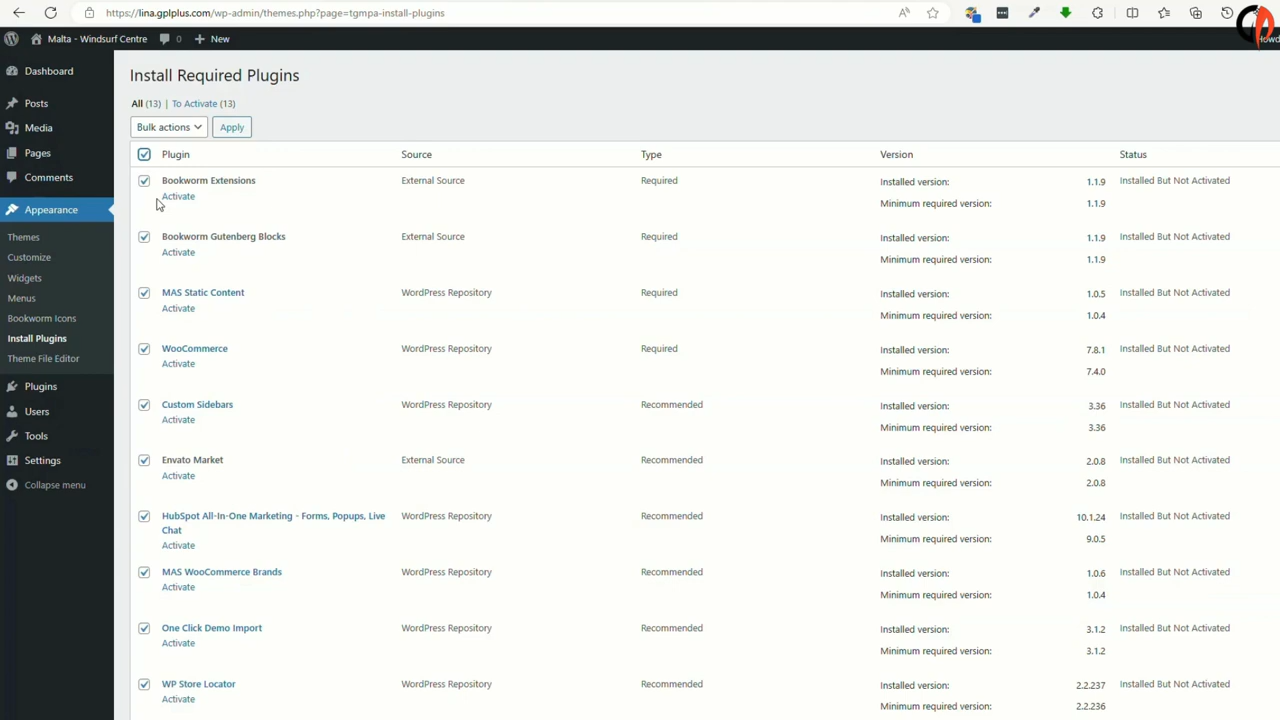 https://lina.gplplus.com/wp-admin/themes.php?page=tgmpa-install-plugins
Malta - Windsurf Centre 0 New Howd
Dashboard
Posts
Media
Pages
Comments
Appearance
Themes
Customize
Widgets
Menus
Bookworm Icons
Install Plugins
Theme File Editor
Plugins
Users
Tools
Settings
Collapse menu
Install Required Plugins
All (13) | To Activate (13)
Bulk actions Apply
Plugin Source Type Version Status
Bookworm Extensions External Source Required Installed version: 1.1.9 Installed But Not Activated
Activate Minimum required version: 1.1.9
Bookworm Gutenberg Blocks External Source Required Installed version: 1.1.9 Installed But Not Activated
Activate Minimum required version: 1.1.9
MAS Static Content WordPress Repository Required Installed version: 1.0.5 Installed But Not Activated
Activate Minimum required version: 1.0.4
WooCommerce WordPress Repository Required Installed version: 7.8.1 Installed But Not Activated
Activate Minimum required version: 7.4.0
Custom Sidebars WordPress Repository Recommended Installed version: 3.36 Installed But Not Activated
Activate Minimum required version: 3.36
Envato Market External Source Recommended Installed version: 2.0.8 Installed But Not Activated
Activate Minimum required version: 2.0.8
HubSpot All-In-One Marketing - Forms, Popups, Live WordPress Repository Recommended Installed version: 10.1.24 Installed But Not Activated
Chat Minimum required version: 9.0.5
Activate
MAS WooCommerce Brands WordPress Repository Recommended Installed version: 1.0.6 Installed But Not Activated
Activate Minimum required version: 1.0.4
One Click Demo Import WordPress Repository Recommended Installed version: 3.1.2 Installed But Not Activated
Activate Minimum required version: 3.1.2
WP Store Locator WordPress Repository Recommended Installed version: 2.2.237 Installed But Not Activated
Activate Minimum required version: 2.2.236